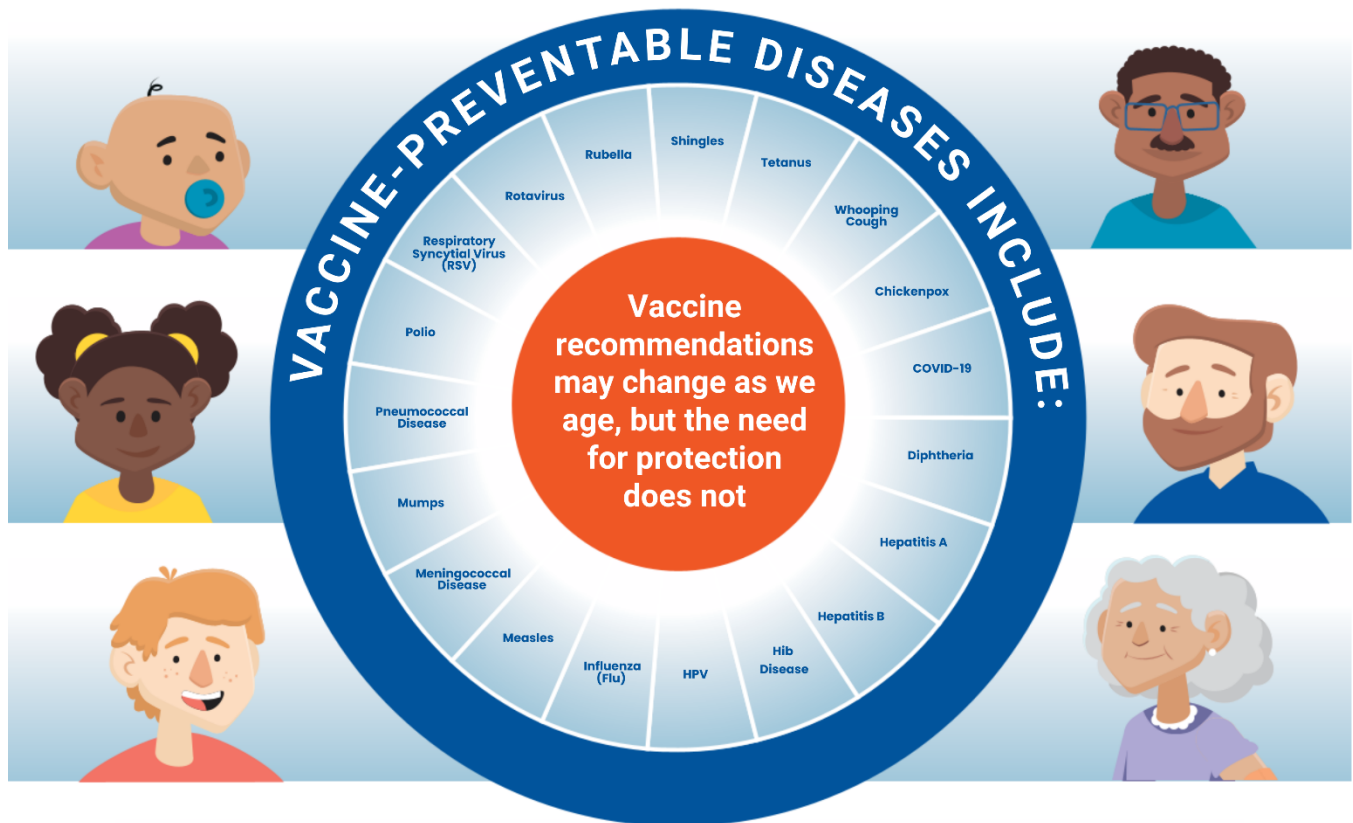 VACCINE-PREVENTABLE DISEASES INCLUDE:
Shingles
Tetanus
Whooping
Cough
Chickenpox
COVID-19
Diphtheria
Hepatitis A
Hepatitis B
Hib
Disease
HPV
Influenza
(Flu)
Measles
Meningococcal
Disease
Mumps
Pneumococcal
Disease
Polio
Respiratory
Syncytial Virus
(RSV)
Rotavirus
Rubella
Vaccine
recommendations
may change as we
age, but the need
for protection
does not